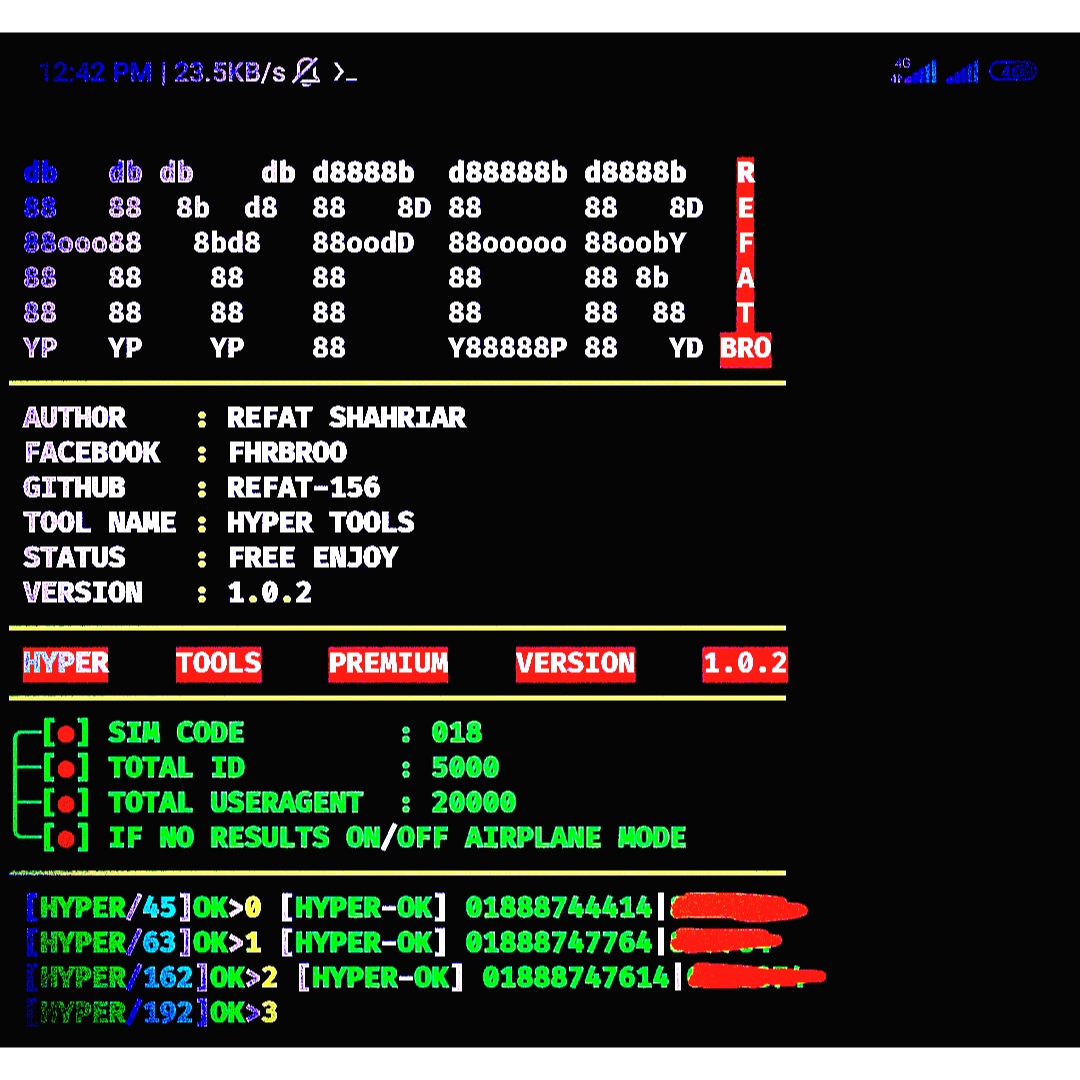 12:42 PM | 23.5KB/s >_ 4G
db db db db d8888b d88888b d8888b R
88 88 8b d8 88 8D 88 88 8D E
88ooo88 8bd8 88oodD 88ooooo 88oobY F
88 88 88 88 88 88 8b A
88 88 88 88 88 88 88 T
YP YP YP 88 Y88888P 88 YD BRO
AUTHOR : REFAT SHAHRIAR
FACEBOOK : FHRBROO
GITHUB : REFAT-156
TOOL NAME : HYPER TOOLS
STATUS : FREE ENJOY
VERSION : 1.0.2
HYPER TOOLS PREMIUM VERSION 1.0.2
[●] SIM CODE : 018
[●] TOTAL ID : 5000
[●] TOTAL USERAGENT : 20000
[●] IF NO RESULTS ON/OFF AIRPLANE MODE
[HYPER/45]OK>0 [HYPER-OK] 01888744414|
[HYPER/63]OK>1 [HYPER-OK] 01888747764|
[HYPER/162]OK>2 [HYPER-OK] 01888747614|
[HYPER/192]OK>3